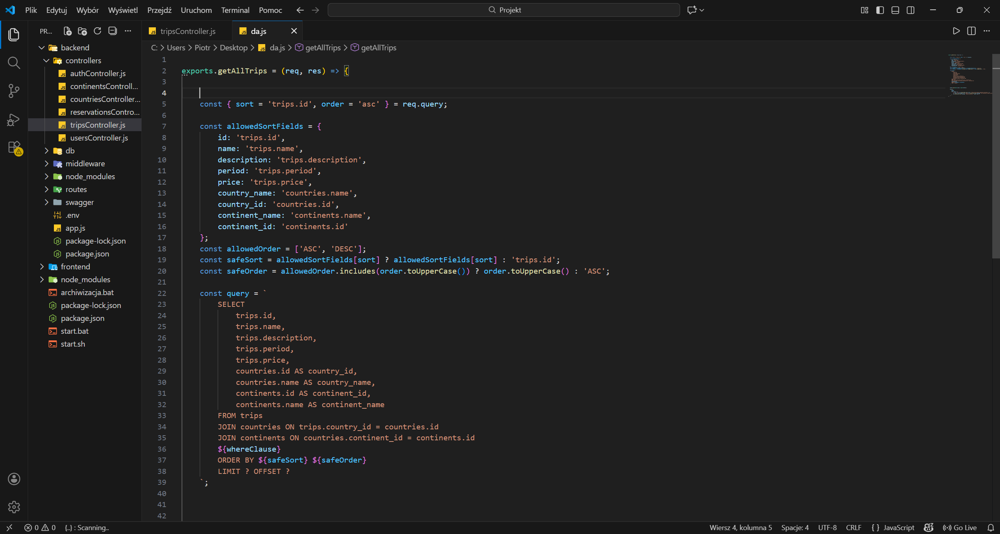 Plik Edytuj Wybór Wyświetl Przejdź Uruchom Terminal Pomoc Projekt
PR...
backend
controllers
authController.js
continentsControll...
countriesController...
reservationsContro...
tripsController.js
usersController.js
db
middleware
node_modules
routes
swagger
.env
app.js
package-lock.json
package.json
frontend
node_modules
archiwizacja.bat
package-lock.json
package.json
start.bat
start.sh
tripsController.js da.js
C: > Users > Piotr > Desktop > da.js > getAllTrips > getAllTrips
1
2 exports.getAllTrips = (req, res) => {
3
4
5 const { sort = 'trips.id', order = 'asc' } = req.query;
6
7 const allowedSortFields = {
8 id: 'trips.id',
9 name: 'trips.name',
10 description: 'trips.description',
11 period: 'trips.period',
12 price: 'trips.price',
13 country_name: 'countries.name',
14 country_id: 'countries.id',
15 continent_name: 'continents.name',
16 continent_id: 'continents.id'
17 };
18 const allowedOrder = ['ASC', 'DESC'];
19 const safeSort = allowedSortFields[sort] ? allowedSortFields[sort] : 'trips.id';
20 const safeOrder = allowedOrder.includes(order.toUpperCase()) ? order.toUpperCase() : 'ASC';
21
22 const query = `
23 SELECT
24 trips.id,
25 trips.name,
26 trips.description,
27 trips.period,
28 trips.price,
29 countries.id AS country_id,
30 countries.name AS country_name,
31 continents.id AS continent_id,
32 continents.name AS continent_name
33 FROM trips
34 JOIN countries ON trips.country_id = countries.id
35 JOIN continents ON countries.continent_id = continents.id
36 ${whereClause}
37 ORDER BY ${safeSort} ${safeOrder}
38 LIMIT ? OFFSET ?
39 `;
40
41
42
0 0 {..} : Scanning.. Wiersz 4, kolumna 5 Spacje: 4 UTF-8 CRLF { } JavaScript Go Live